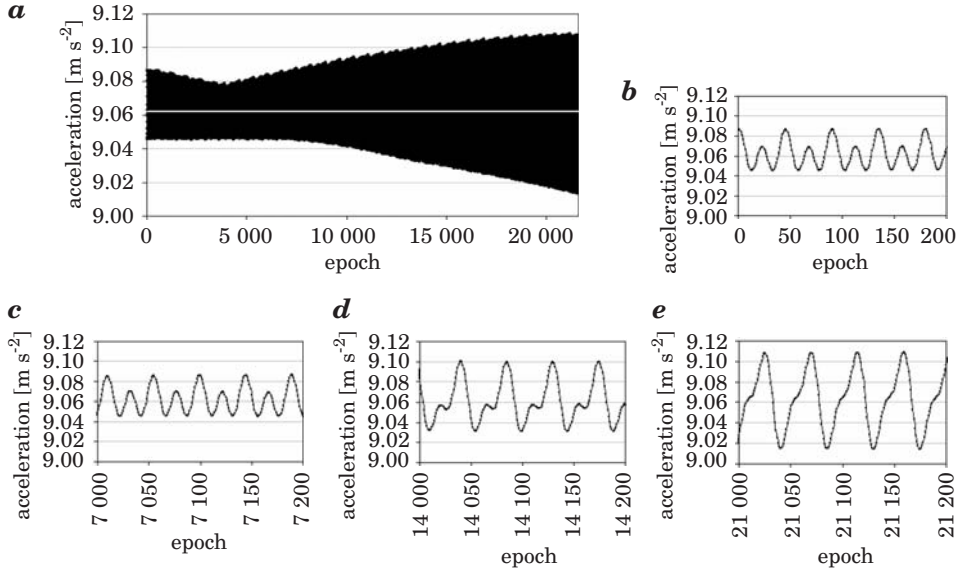 a
acceleration [m s-2]
9.12
9.10
9.08
9.06
9.04
9.02
9.00
0 5 000 10 000 15 000 20 000
epoch
b
acceleration [m s-2]
9.12
9.10
9.08
9.06
9.04
9.02
9.00
0 50 100 150 200
epoch
c
acceleration [m s-2]
9.12
9.10
9.08
9.06
9.04
9.02
9.00
7 000 7 050 7 100 7 150 7 200
epoch
d
acceleration [m s-2]
9.12
9.10
9.08
9.06
9.04
9.02
9.00
14 000 14 050 14 100 14 150 14 200
epoch
e
acceleration [m s-2]
9.12
9.10
9.08
9.06
9.04
9.02
9.00
21 000 21 050 21 100 21 150 21 200
epoch